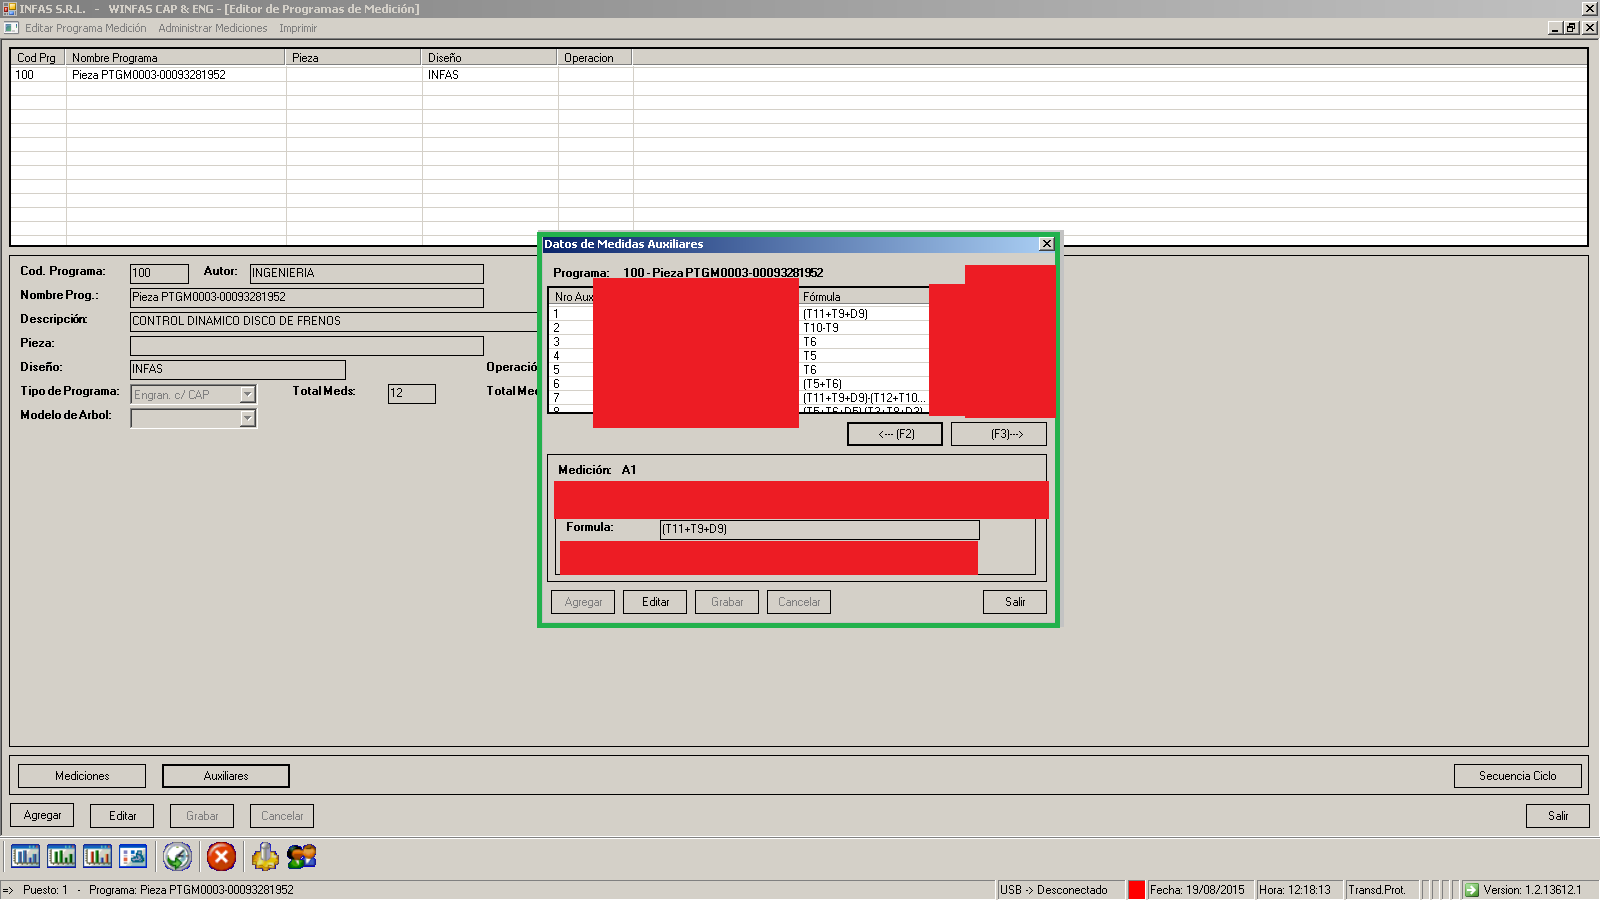 INFAS S.R.L. - WINFAS CAP & ENG - [Editor de Programas de Medición]
Editar Programa Medición Administrar Mediciones Imprimir
Cod Prg Nombre Programa Pieza Diseño Operacion
100 Pieza PTGM0003-00093281952 INFAS
Cod. Programa: 100 Autor: INGENIERIA
Nombre Prog.: Pieza PTGM0003-00093281952
Descripción: CONTROL DINAMICO DISCO DE FRENOS
Pieza:
Diseño: INFAS Operació
Tipo de Programa: Engran. c/ CAP Total Meds: 12 Total Med
Modelo de Arbol:
Datos de Medidas Auxiliares
Programa: 100 - Pieza PTGM0003-00093281952
Nro Aux Fórmula
1 (T11+T9+D9)
2 T10-T9
3 T6
4 T5
5 T6
6 (T5+T6)
7 (T11+T9+D9)-(T12+T10...
8 (T5+T6+D5)-(T3+T8+D3)
<--- (F2) (F3)--->
Medición: A1
Formula: (T11+T9+D9)
Agregar Editar Grabar Cancelar Salir
Mediciones Auxiliares Secuencia Ciclo
Agregar Editar Grabar Cancelar Salir
=> Puesto: 1 - Programa: Pieza PTGM0003-00093281952 USB -> Desconectado Fecha: 19/08/2015 Hora: 12:18:13 Transd.Prot. Version: 1.2.13612.1